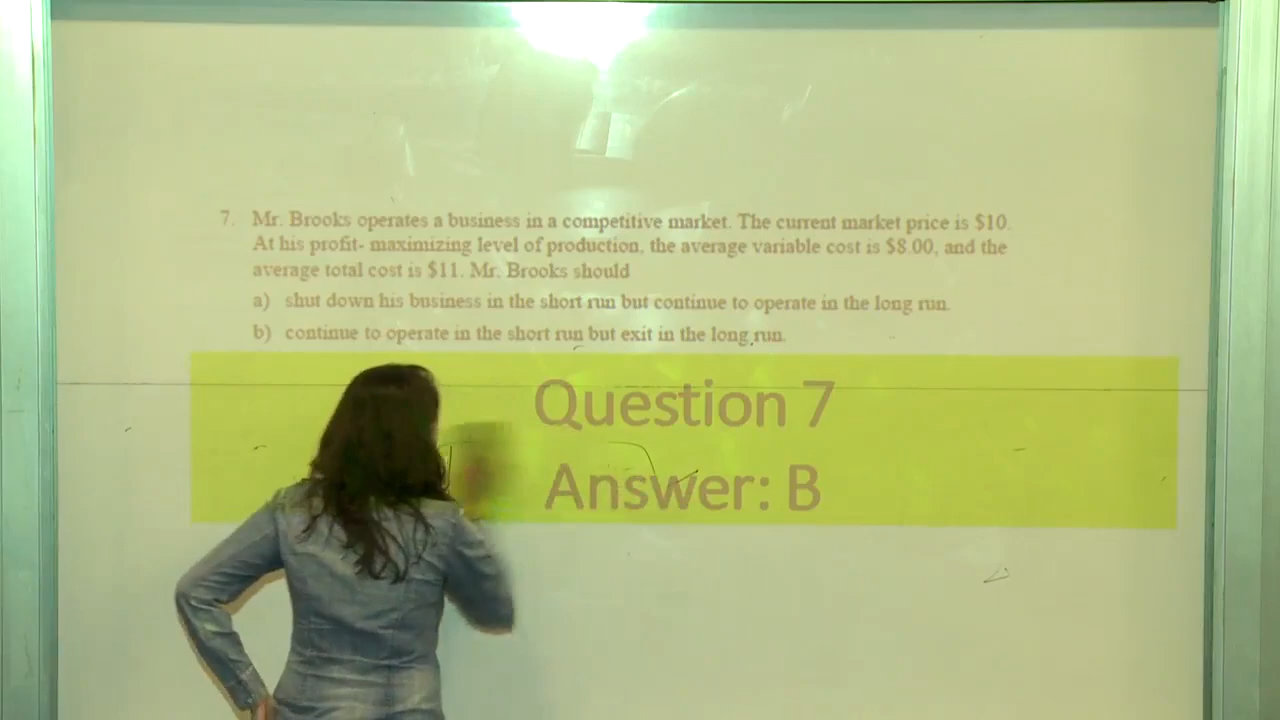 7. Mr. Brooks operates a business in a competitive market. The current market price is $10.
At his profit- maximizing level of production, the average variable cost is $8.00, and the
average total cost is $11. Mr. Brooks should
a) shut down his business in the short run but continue to operate in the long run.
b) continue to operate in the short run but exit in the long run.
Question 7
Answer: B